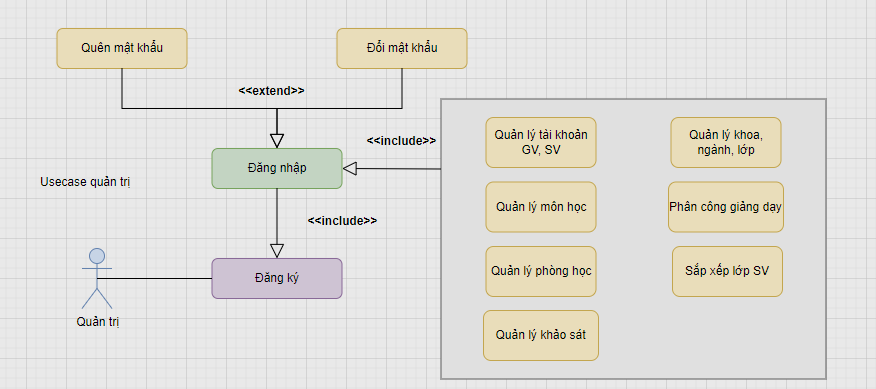 Quên mật khẩu
Đổi mật khẩu
<<extend>>
<<include>>
Đăng nhập
Usecase quản trị
<<include>>
Đăng ký
Quản trị
Quản lý tài khoản
GV, SV
Quản lý khoa,
ngành, lớp
Quản lý môn học
Phân công giảng dạy
Quản lý phòng học
Sắp xếp lớp SV
Quản lý khảo sát